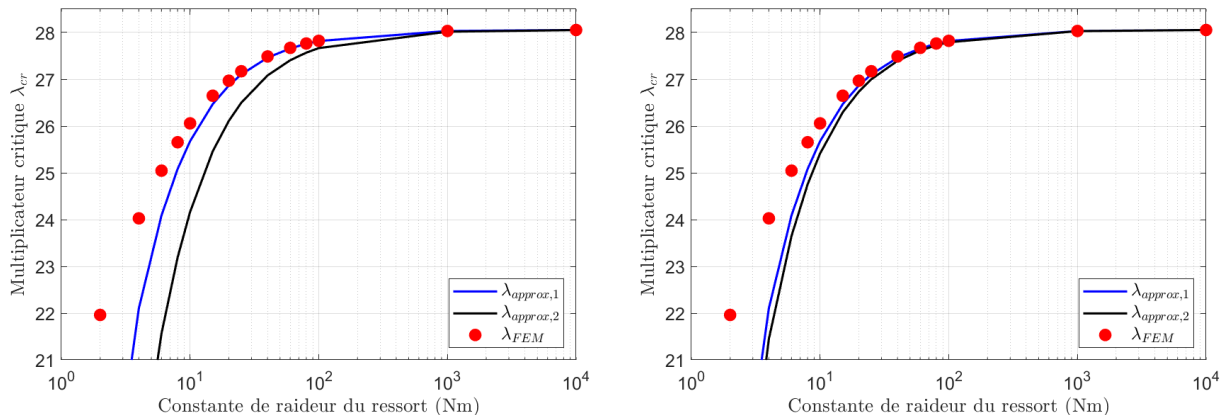 28
27
26
25
24
23
22
21
Multiplicateur critique λcr
10^0
10^1
10^2
10^3
10^4
Constante de raideur du ressort (Nm)
λapprox,1
λapprox,2
λFEM
28
27
26
25
24
23
22
21
Multiplicateur critique λcr
10^0
10^1
10^2
10^3
10^4
Constante de raideur du ressort (Nm)
λapprox,1
λapprox,2
λFEM